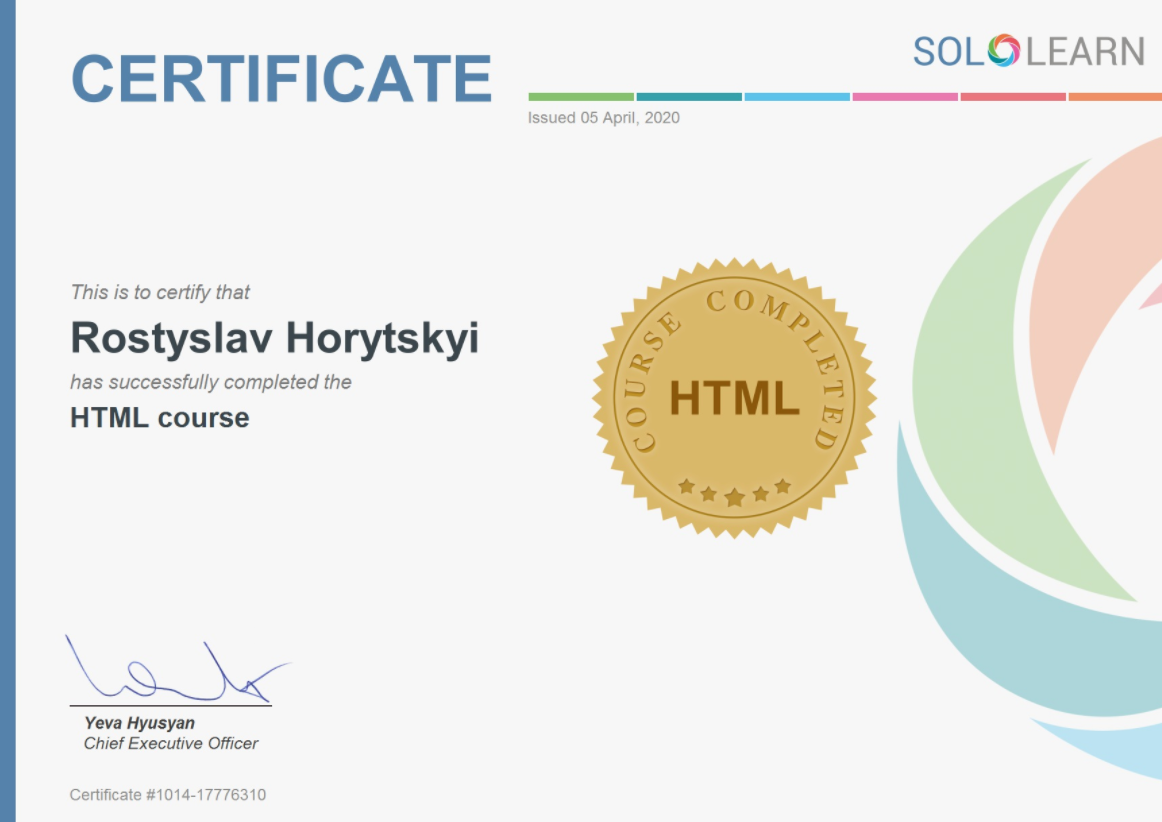 CERTIFICATE
SOLOLEARN
Issued 05 April, 2020
This is to certify that
Rostyslav Horytskyi
has successfully completed the
HTML course
COURSE COMPLETED
HTML
Yeva Hyusyan
Chief Executive Officer
Certificate #1014-17776310